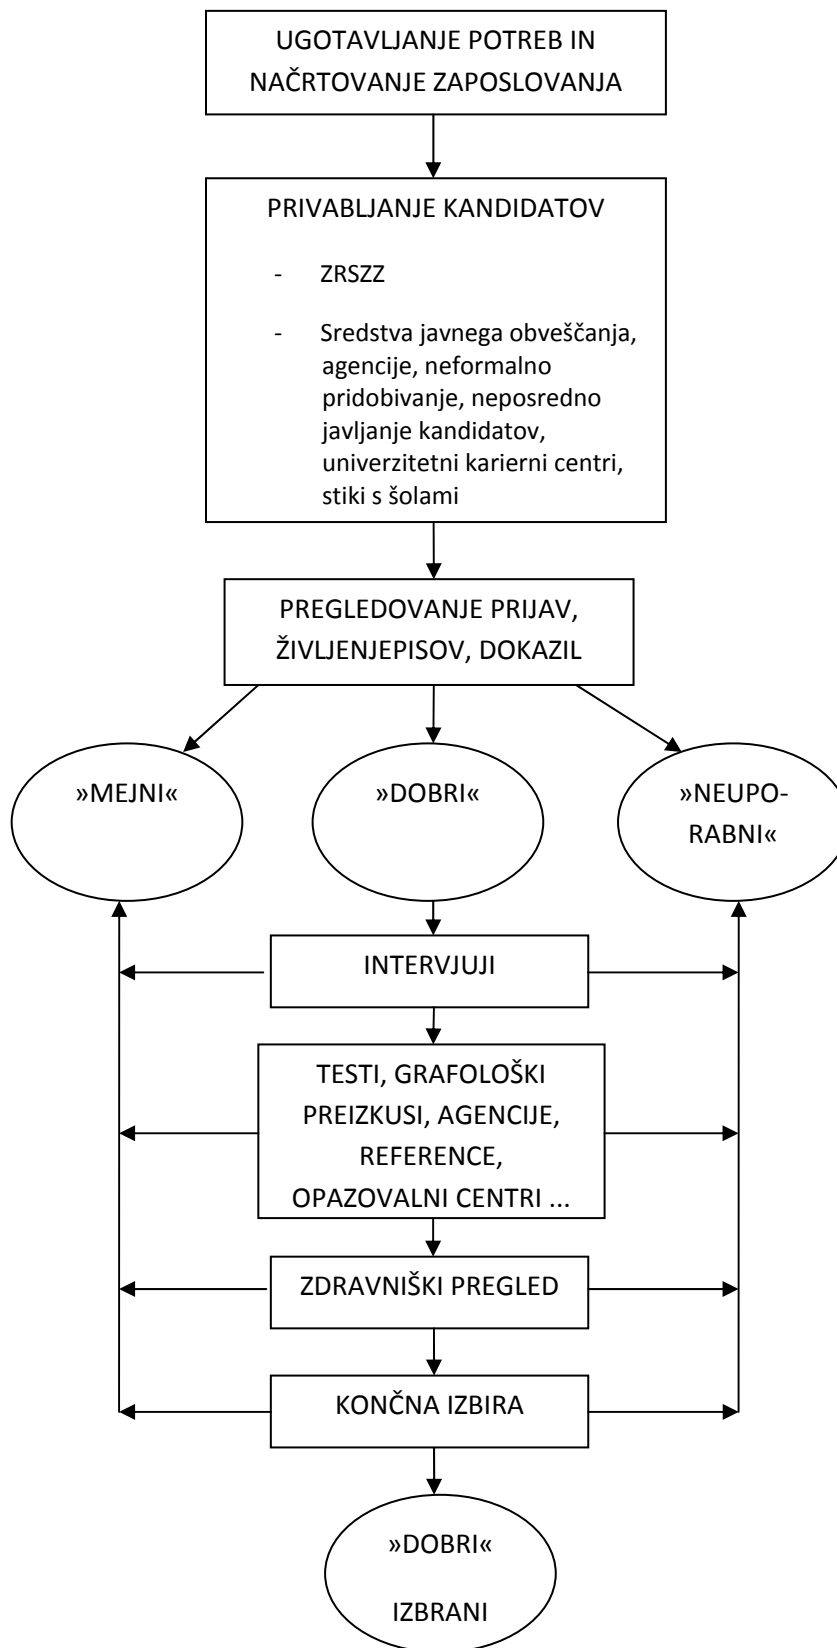 UGOTAVLJANJE POTREB IN
NAČRTOVANJE ZAPOSLOVANJA
PRIVABLJANJE KANDIDATOV
- ZRSZZ
- Sredstva javnega obveščanja,
agencije, neformalno
pridobivanje, neposredno
javljanje kandidatov,
univerzitetni karierni centri,
stiki s šolami
PREGLEDOVANJE PRIJAV,
ŽIVLJENJEPISOV, DOKAZIL
»MEJNI«
»DOBRI«
»NEUPO-
RABNI«
INTERVJUJI
TESTI, GRAFOLOŠKI
PREIZKUSI, AGENCIJE,
REFERENCE,
OPAZOVALNI CENTRI ...
ZDRAVNIŠKI PREGLED
KONČNA IZBIRA
»DOBRI«
IZBRANI